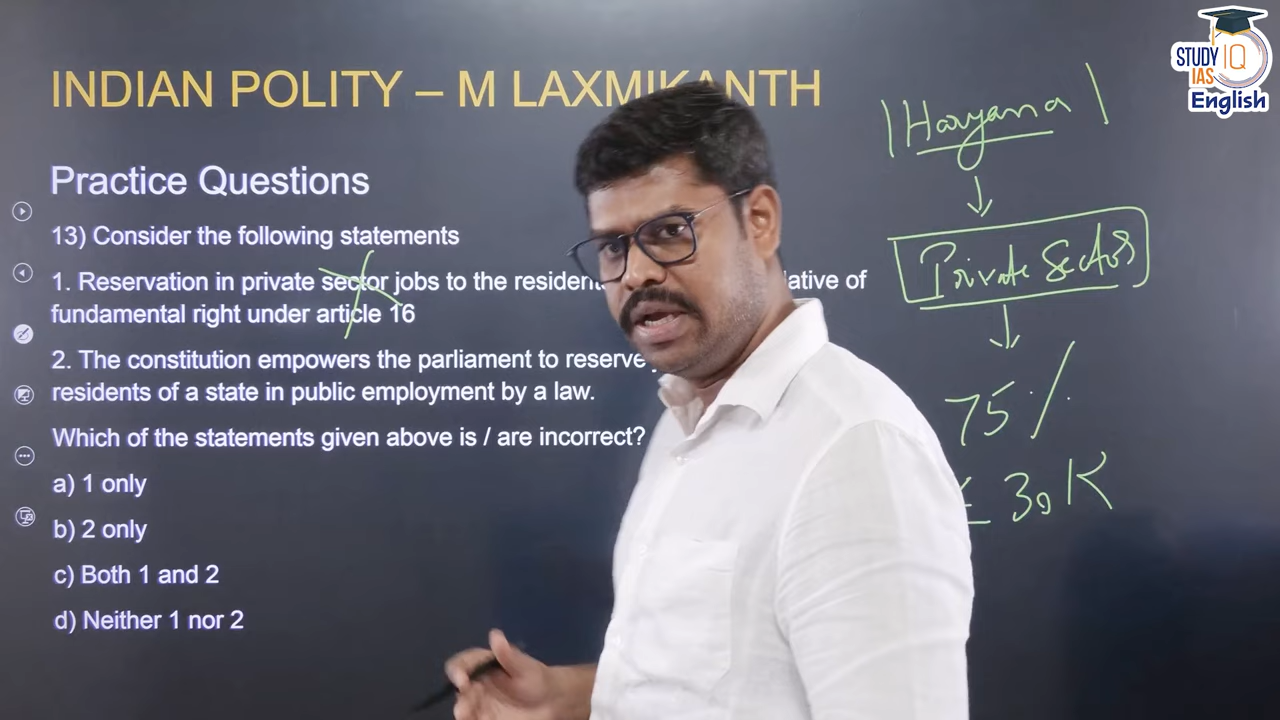 INDIAN POLITY – M LAXMIKANTH
STUDY IQ
IAS
English
Practice Questions
13) Consider the following statements
1. Reservation in private sector jobs to the resident lative of
fundamental right under article 16
2. The constitution empowers the parliament to reserve
residents of a state in public employment by a law.
Which of the statements given above is / are incorrect?
a) 1 only
b) 2 only
c) Both 1 and 2
d) Neither 1 nor 2
Haryana
Private Sector
75%
30K